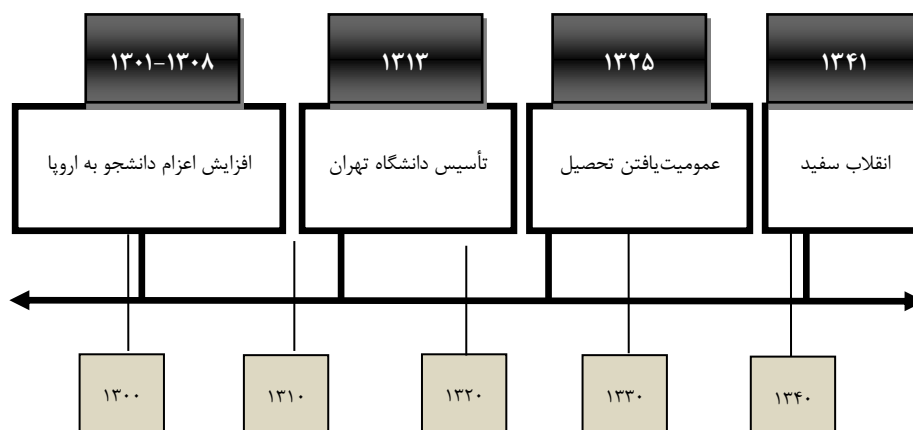 ۱۳۰۱–۱۳۰۸
۱۳۱۳
۱۳۲۵
۱۳۴۱
افزایش اعزام دانشجو به اروپا
تأسیس دانشگاه تهران
عمومیت‌یافتن تحصیل
انقلاب سفید
۱۳۰۰
۱۳۱۰
۱۳۲۰
۱۳۳۰
۱۳۴۰